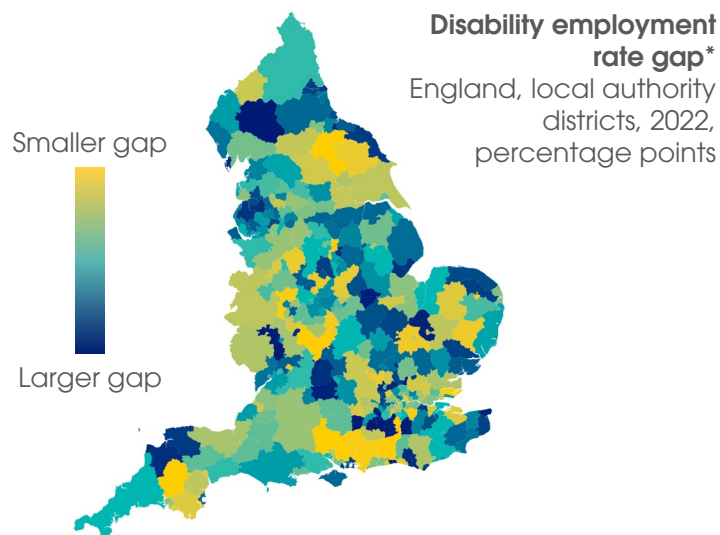 Disability employment
rate gap*
England, local authority
districts, 2022,
percentage points
Smaller gap
Larger gap